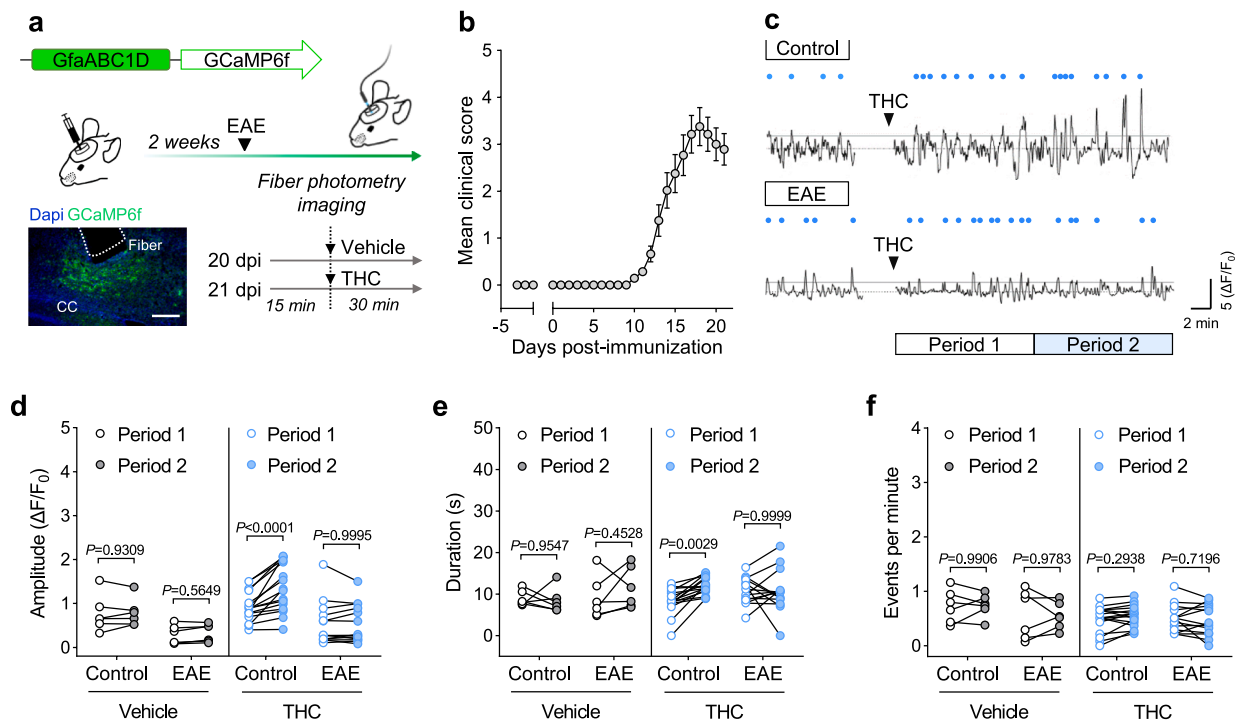 a
GfaABC1D
GCaMP6f
EAE
2 weeks
Fiber photometry
imaging
Dapi GCaMP6f
Fiber
CC
20 dpi
Vehicle
21 dpi
THC
15 min
30 min
b
Mean clinical score
5
4
3
2
1
0
-5
0
5
10
15
20
Days post-immunization
c
Control
THC
EAE
THC
5 (ΔF/F0)
2 min
Period 1
Period 2
d
Amplitude (ΔF/F0)
5
4
3
2
1
0
Period 1
Period 2
Period 1
Period 2
P=0.9309
P=0.5649
P<0.0001
P=0.9995
Control
EAE
Control
EAE
Vehicle
THC
e
Duration (s)
50
40
30
20
10
0
Period 1
Period 2
Period 1
Period 2
P=0.9547
P=0.4528
P=0.0029
P=0.9999
Control
EAE
Control
EAE
Vehicle
THC
f
Events per minute
4
3
2
1
0
Period 1
Period 2
Period 1
Period 2
P=0.9906
P=0.9783
P=0.2938
P=0.7196
Control
EAE
Control
EAE
Vehicle
THC